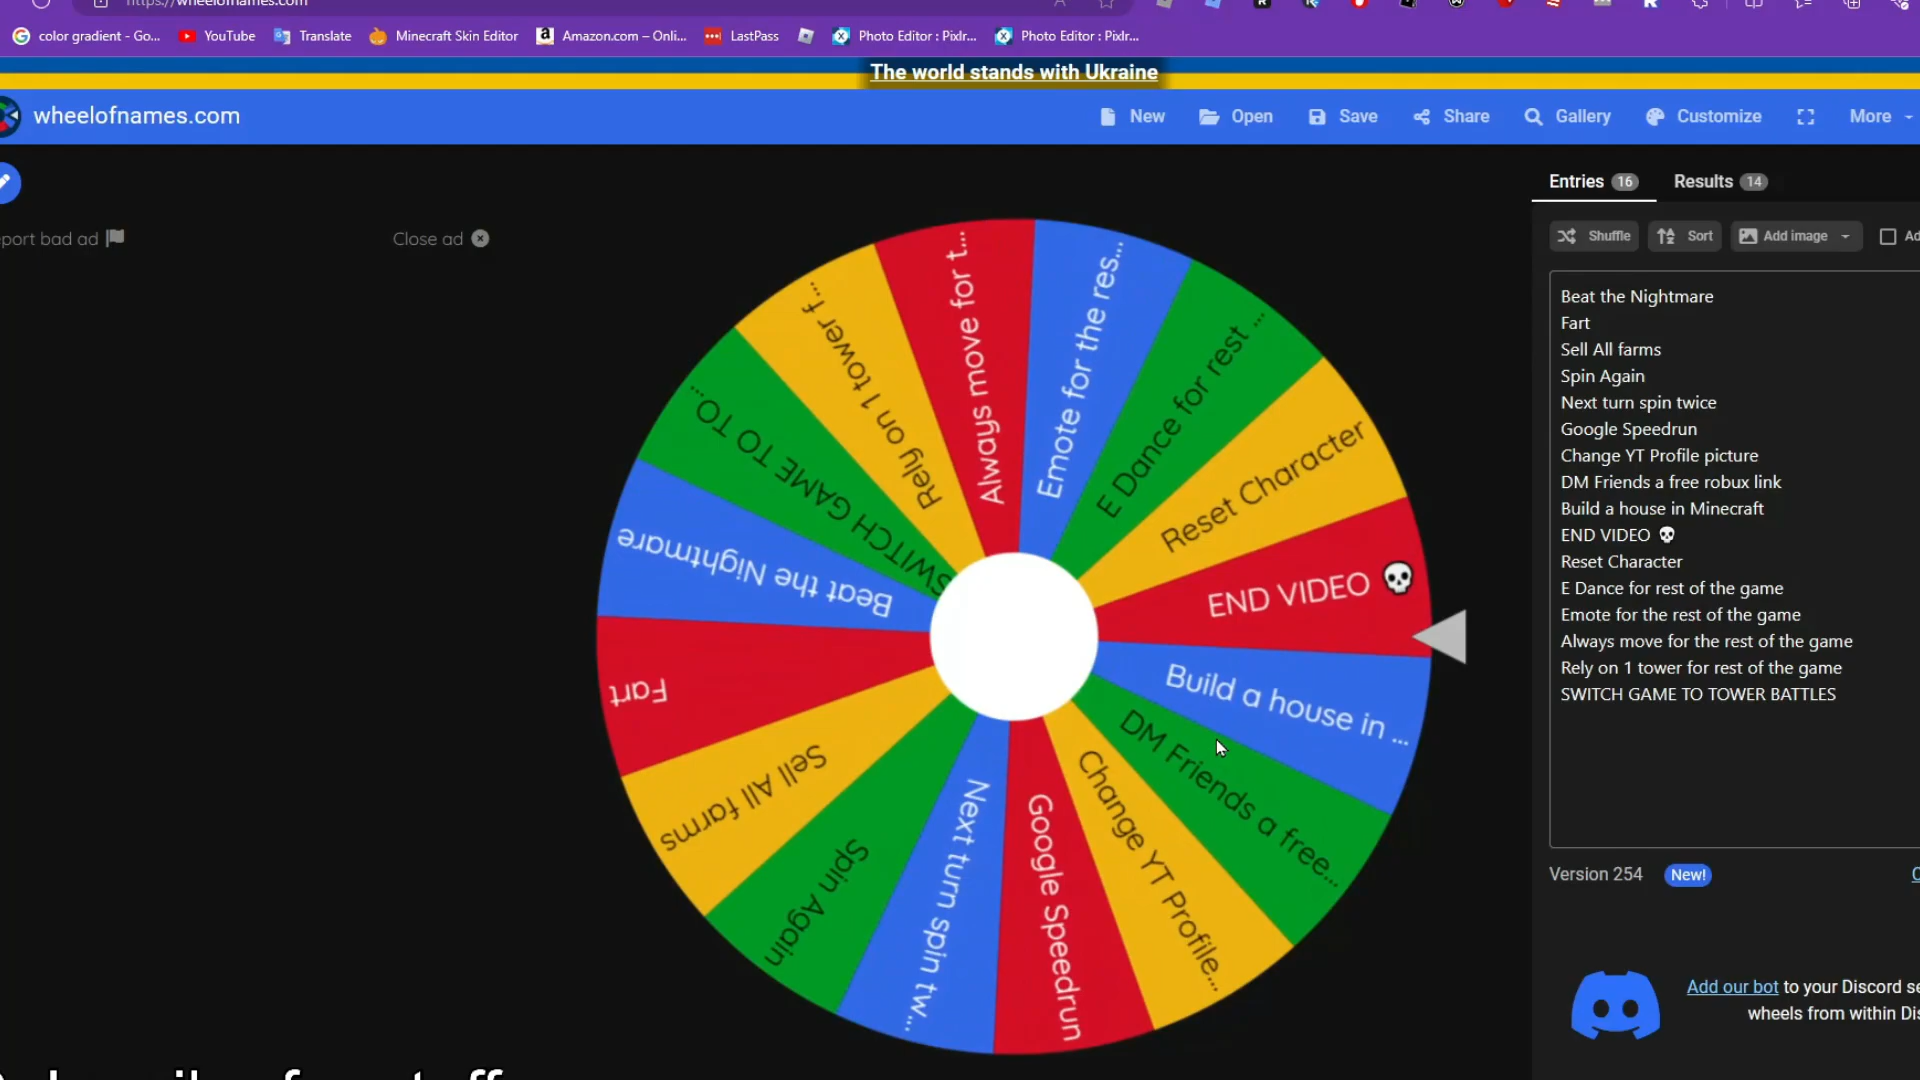 https://wheelofnames.com
color gradient - Go...
YouTube
Translate
Minecraft Skin Editor
Amazon.com – Onli...
LastPass
Photo Editor : Pixlr...
Photo Editor : Pixlr...
The world stands with Ukraine
wheelofnames.com
New
Open
Save
Share
Gallery
Customize
More
port bad ad
Close ad
Entries 16
Results 14
Shuffle
Sort
Add image
Always move for t...
Emote for the res...
E Dance for rest ...
Reset Character
END VIDEO 💀
Build a house in ...
DM Friends a free...
Change YT Profile...
Google Speedrun
Next turn spin tw...
Spin Again
Sell All farms
Fart
Beat the Nightmare
SWITCH GAME TO TO...
Rely on 1 tower f...
Beat the Nightmare
Fart
Sell All farms
Spin Again
Next turn spin twice
Google Speedrun
Change YT Profile picture
DM Friends a free robux link
Build a house in Minecraft
END VIDEO 💀
Reset Character
E Dance for rest of the game
Emote for the rest of the game
Always move for the rest of the game
Rely on 1 tower for rest of the game
SWITCH GAME TO TOWER BATTLES
Version 254
New!
Add our bot to your Discord se
wheels from within Dis